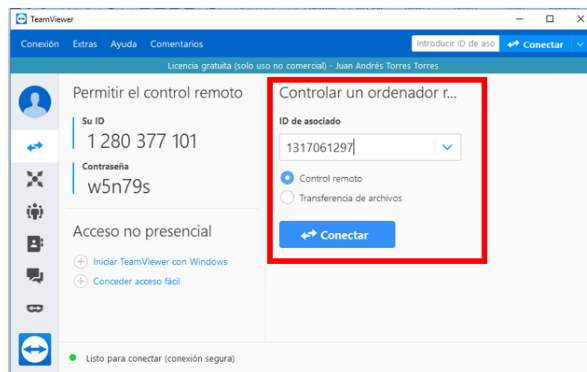 TeamViewer
Conexión Extras Ayuda Comentarios
Introducir ID de aso
Conectar
Licencia gratuita (solo uso no comercial) - Juan Andrés Torres Torres
Permitir el control remoto
Su ID
1 280 377 101
Contraseña
w5n79s
Acceso no presencial
Iniciar TeamViewer con Windows
Conceder acceso fácil
Controlar un ordenador r...
ID de asociado
1317061297
Control remoto
Transferencia de archivos
Conectar
Listo para conectar (conexión segura)